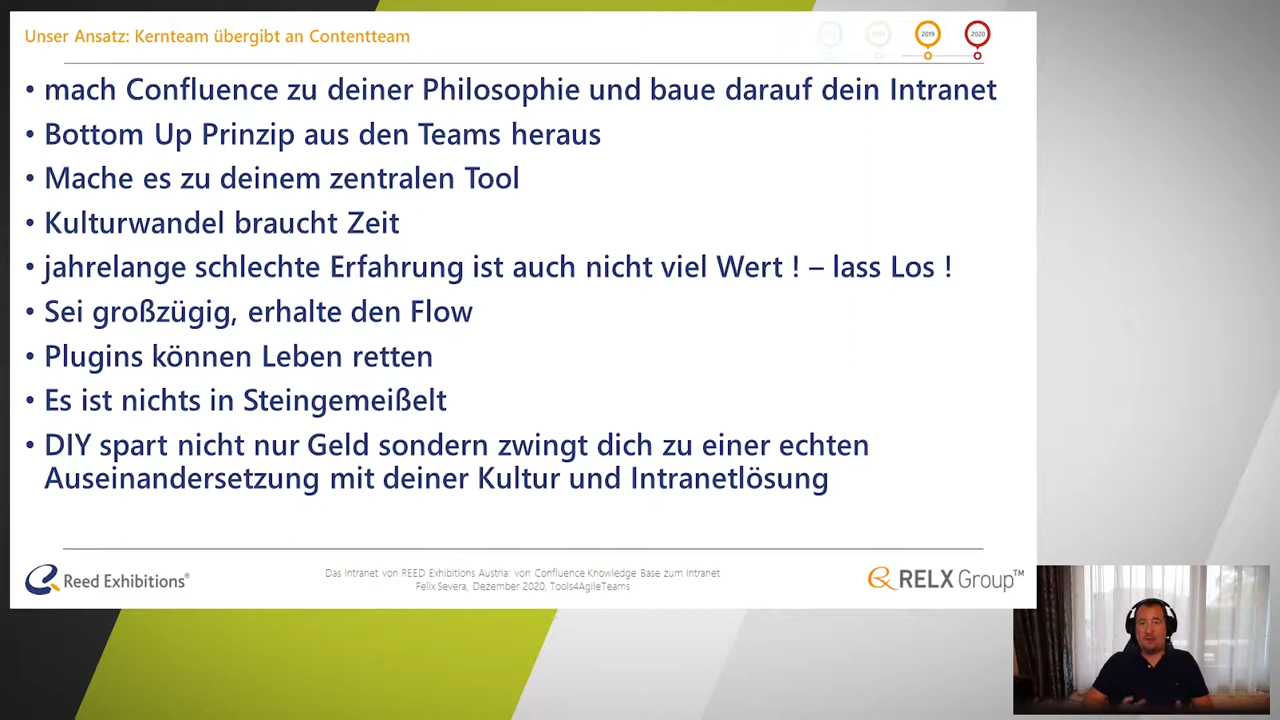 Unser Ansatz: Kernteam übergibt an Contentteam
2019
2020
• mach Confluence zu deiner Philosophie und baue darauf dein Intranet
• Bottom Up Prinzip aus den Teams heraus
• Mache es zu deinem zentralen Tool
• Kulturwandel braucht Zeit
• jahrelange schlechte Erfahrung ist auch nicht viel Wert ! – lass Los !
• Sei großzügig, erhalte den Flow
• Plugins können Leben retten
• Es ist nichts in Steingemeißelt
• DIY spart nicht nur Geld sondern zwingt dich zu einer echten
Auseinandersetzung mit deiner Kultur und Intranetlösung
Reed Exhibitions®
Das Intranet von REED Exhibitions Austria: von Confluence Knowledge Base zum Intranet
Felix Severa, Dezember 2020, Tools4AgileTeams
RELX Group™